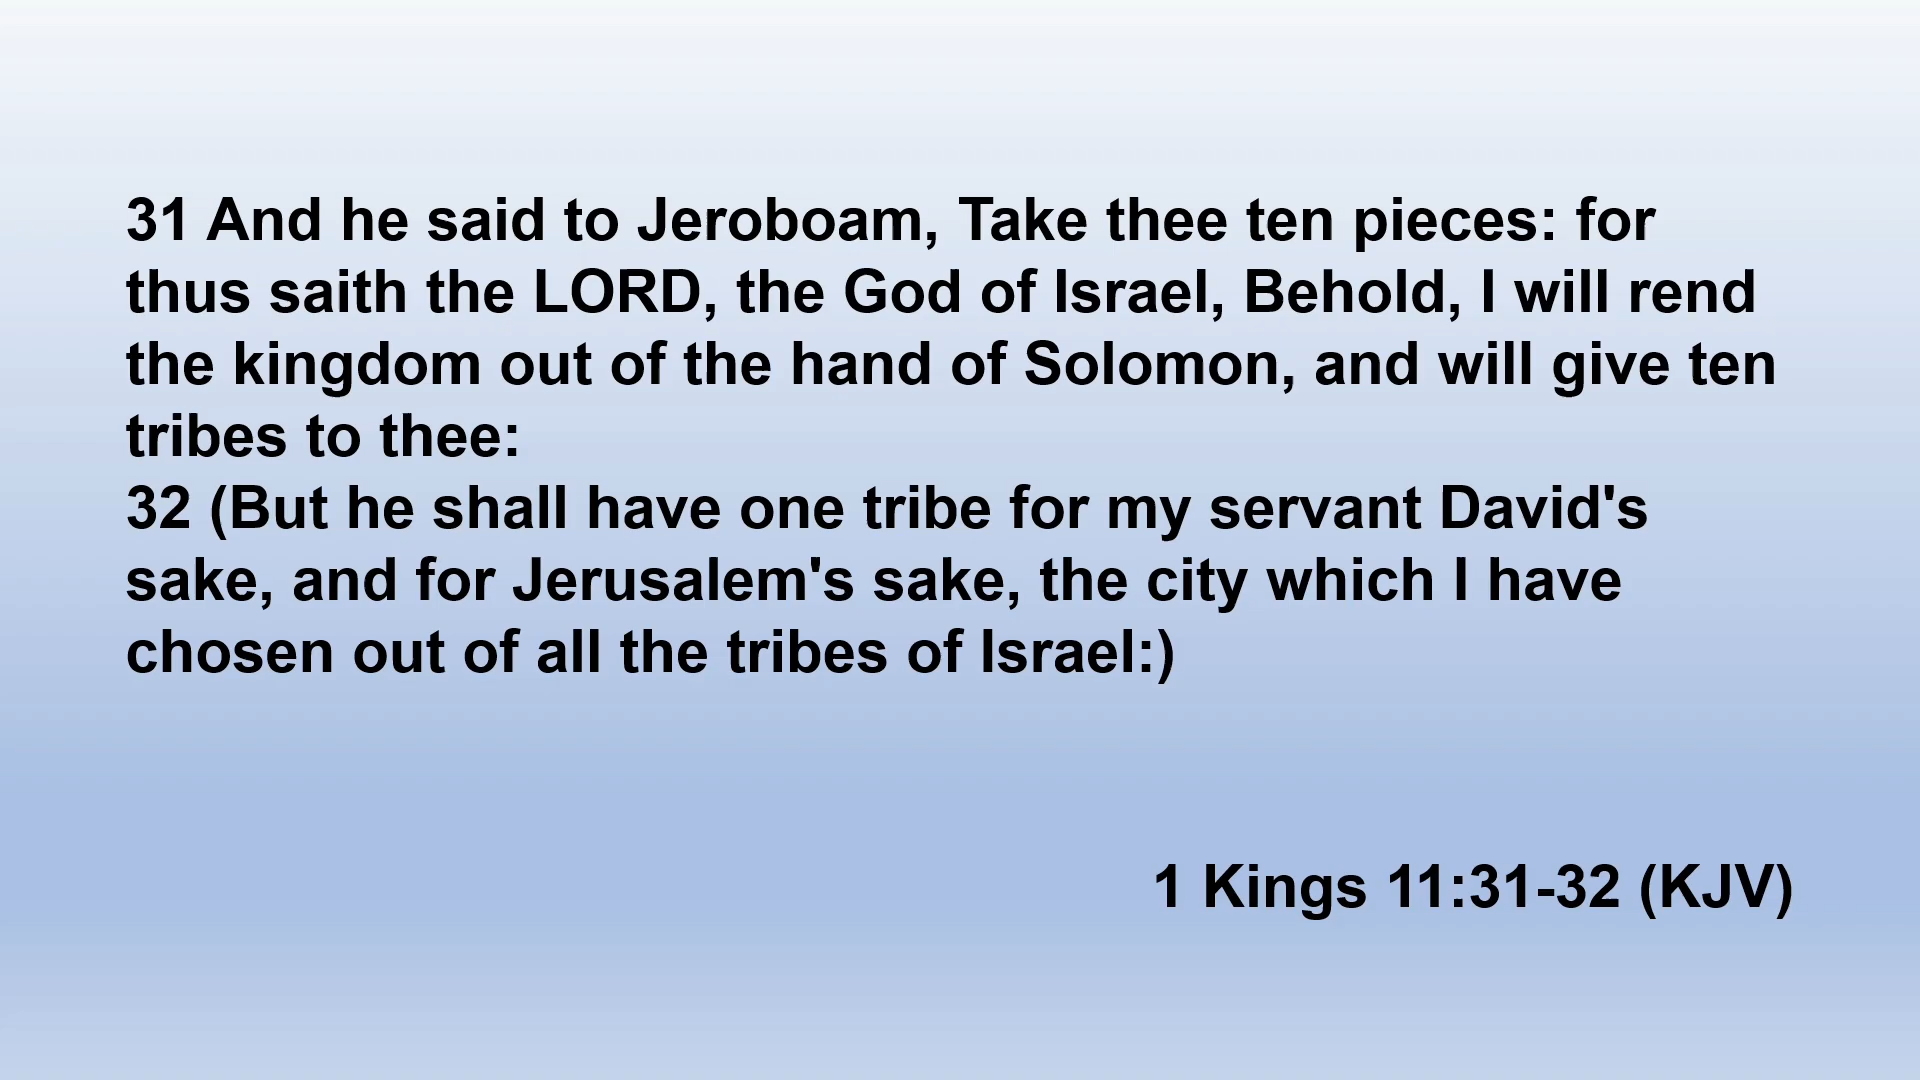 31 And he said to Jeroboam, Take thee ten pieces: for
thus saith the LORD, the God of Israel, Behold, I will rend
the kingdom out of the hand of Solomon, and will give ten
tribes to thee:
32 (But he shall have one tribe for my servant David's
sake, and for Jerusalem's sake, the city which I have
chosen out of all the tribes of Israel:)
1 Kings 11:31-32 (KJV)